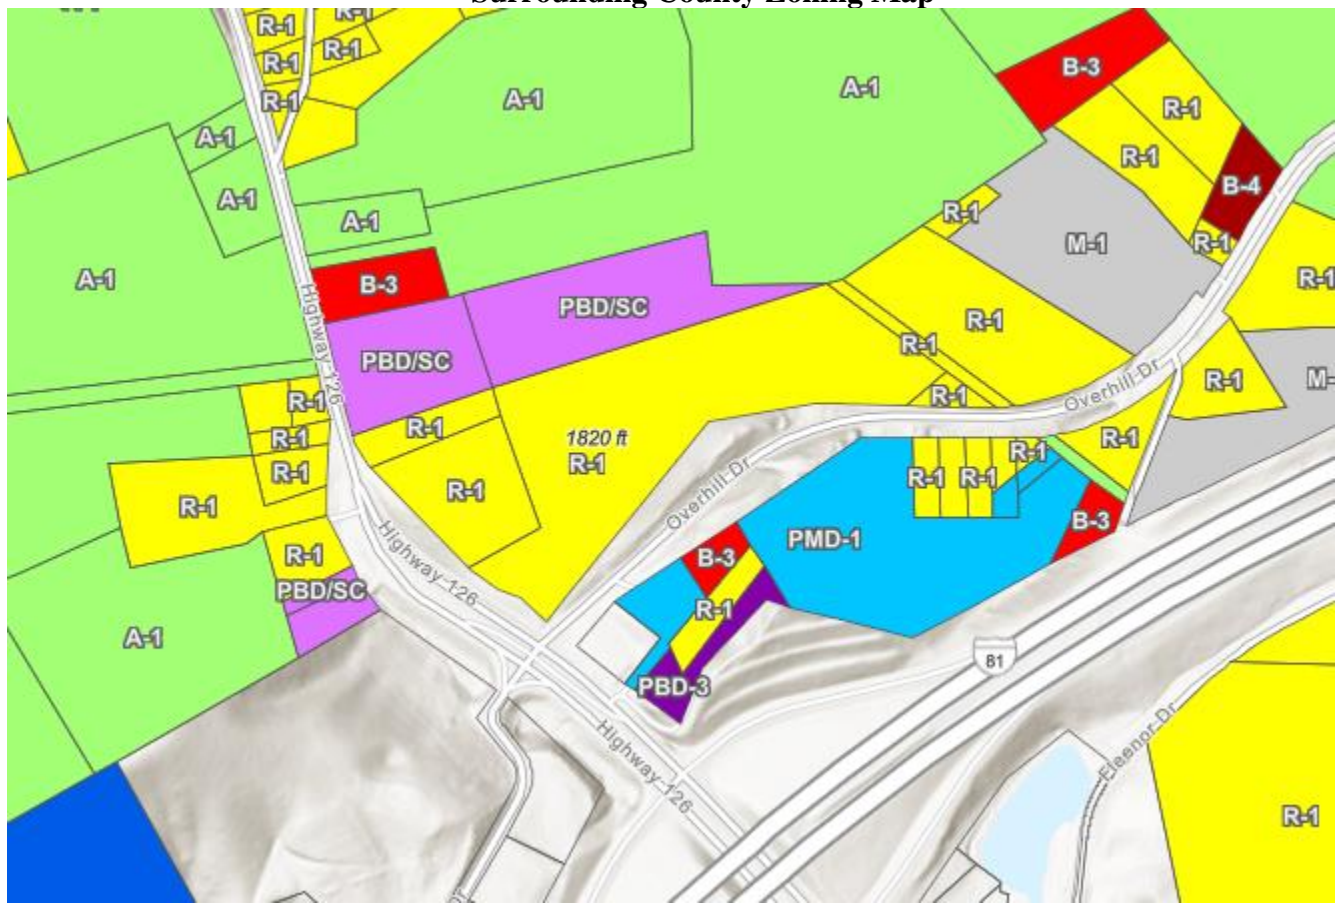 Surrounding County Zoning Map
R-1
R-1
R-1
R-1
R-1
A-1
A-1
B-3
R-1
A-1
R-1
A-1
B-4
A-1
R-1
A-1
M-1
R-1
A-1
B-3
R-1
PBD/SC
R-1
Highway 126
R-1
PBD/SC
Overhill Dr
R-1
M-
R-1
R-1
R-1
R-1
1820 ft
R-1
R-1
R-1
R-1
R-1
R-1
R-1
R-1
Overhill Dr
B-3
PMD-1
R-1
B-3
Highway 126
PBD/SC
R-1
A-1
81
PBD-3
Eleenor Dr
Highway 126
R-1